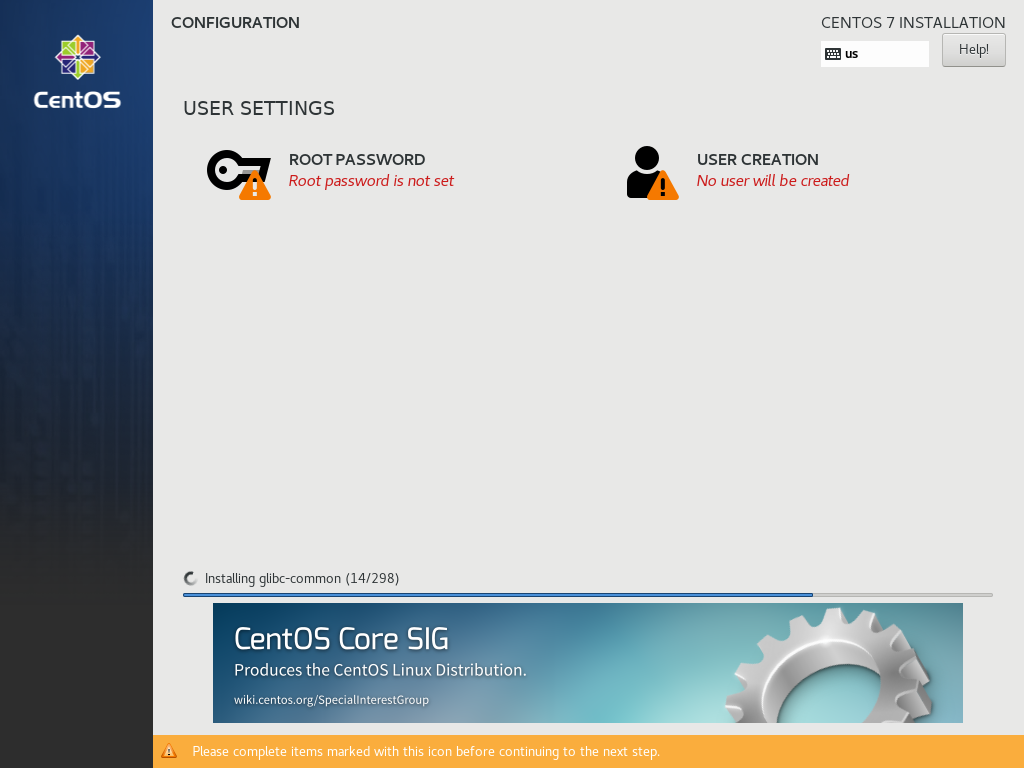 CentOS
CONFIGURATION
CENTOS 7 INSTALLATION
us
Help!
USER SETTINGS
ROOT PASSWORD
Root password is not set
USER CREATION
No user will be created
Installing glibc-common (14/298)
CentOS Core SIG
Produces the CentOS Linux Distribution.
wiki.centos.org/SpecialInterestGroup
Please complete items marked with this icon before continuing to the next step.